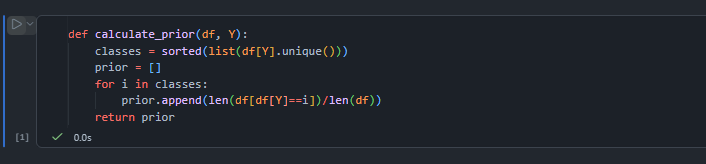 def calculate_prior(df, Y):
    classes = sorted(list(df[Y].unique()))
    prior = []
    for i in classes:
        prior.append(len(df[df[Y]==i])/len(df))
    return prior
[1]
0.0s